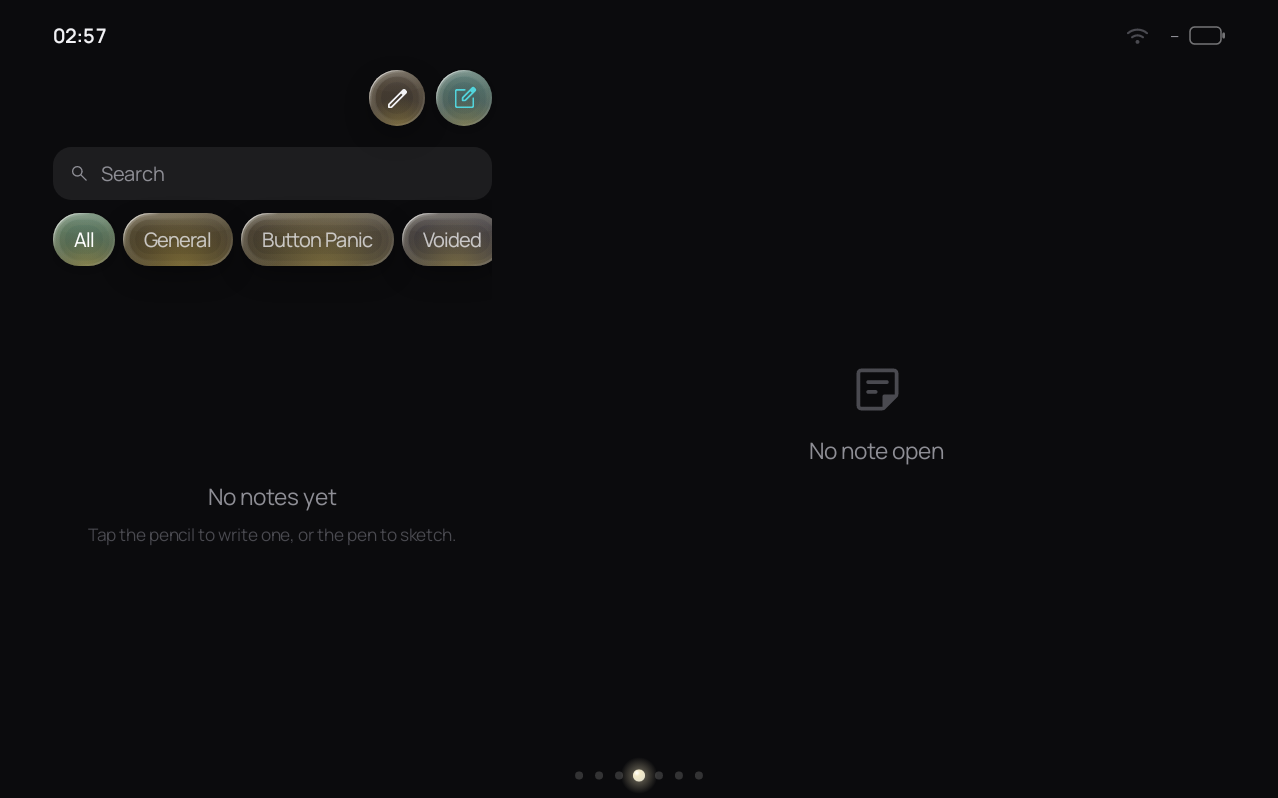 02:57
Search
All General Button Panic Voided
No note open
No notes yet
Tap the pencil to write one, or the pen to sketch.